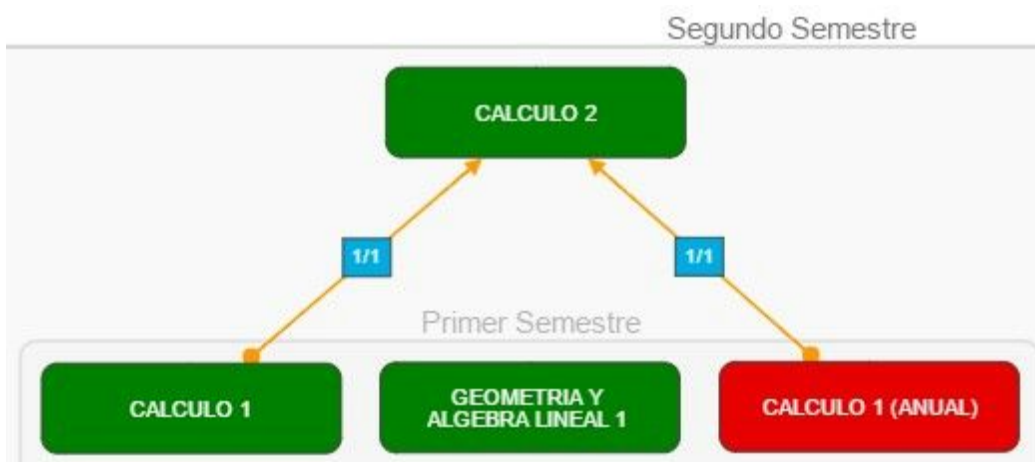 Segundo Semestre
CALCULO 2
1/1
1/1
Primer Semestre
CALCULO 1
GEOMETRIA Y
ALGEBRA LINEAL 1
CALCULO 1 (ANUAL)